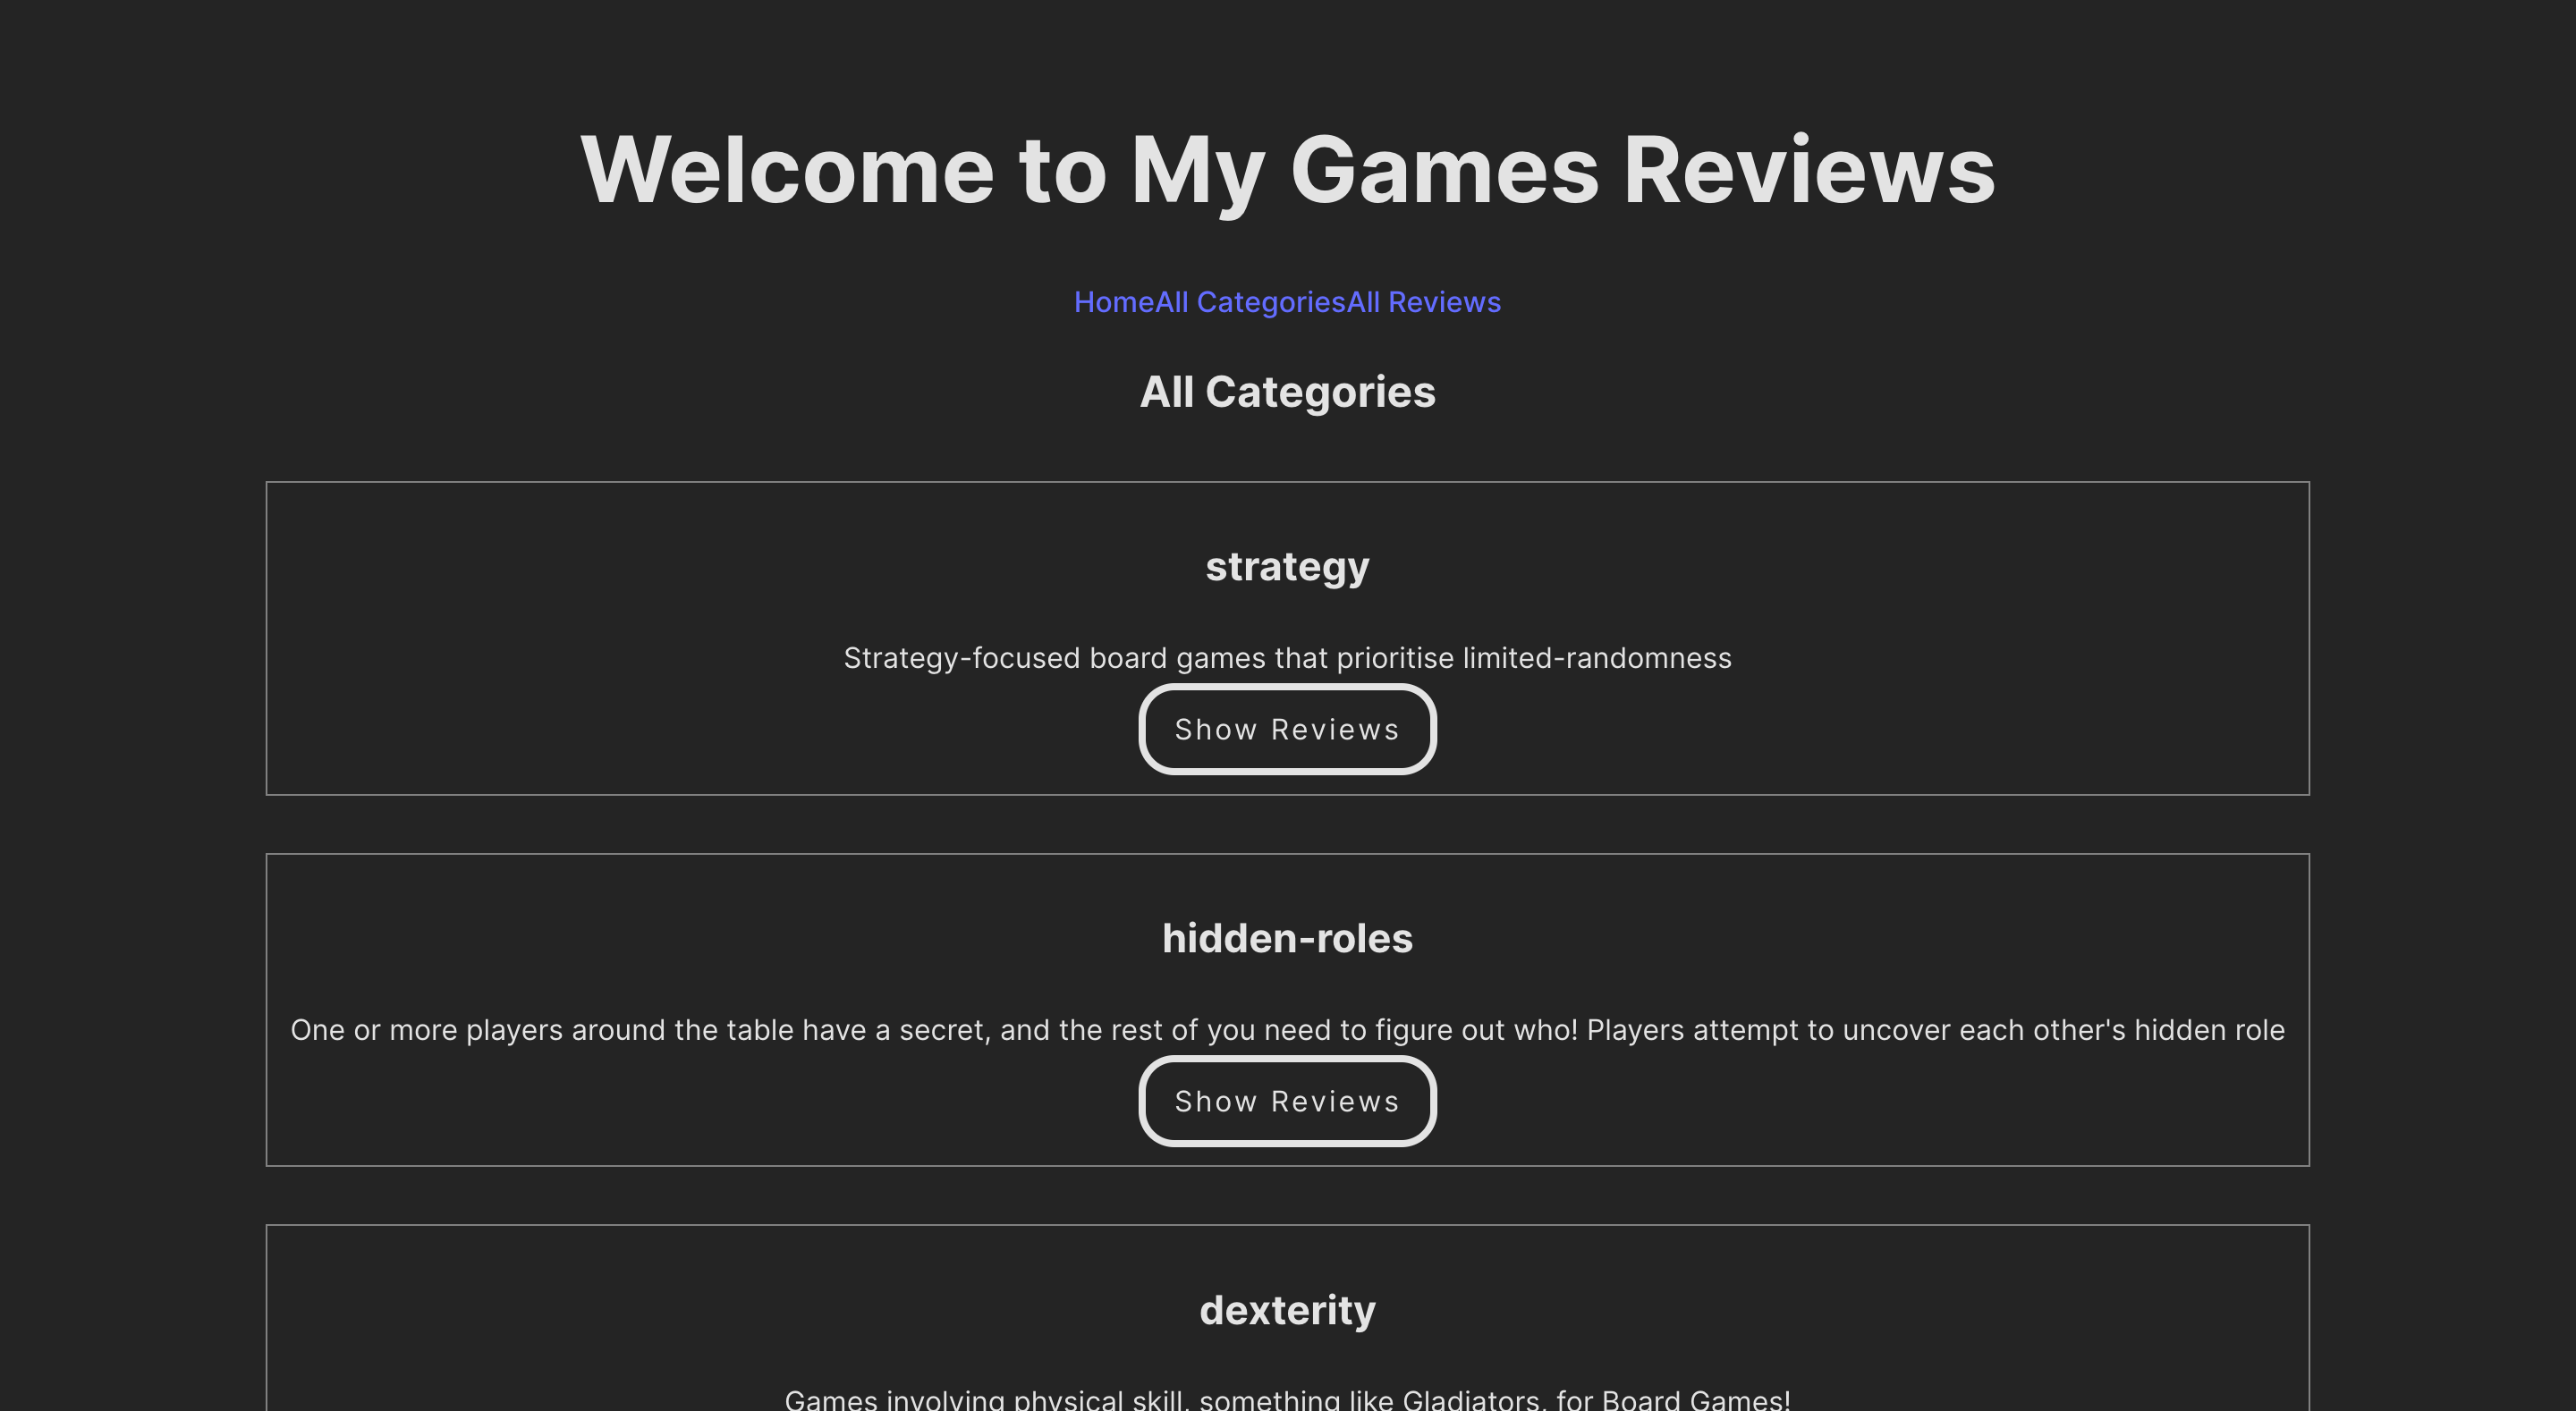 Welcome to My Games Reviews
HomeAll CategoriesAll Reviews
All Categories
strategy
Strategy-focused board games that prioritise limited-randomness
Show Reviews
hidden-roles
One or more players around the table have a secret, and the rest of you need to figure out who! Players attempt to uncover each other's hidden role
Show Reviews
dexterity
Games involving physical skill, something like Gladiators, for Board Games!